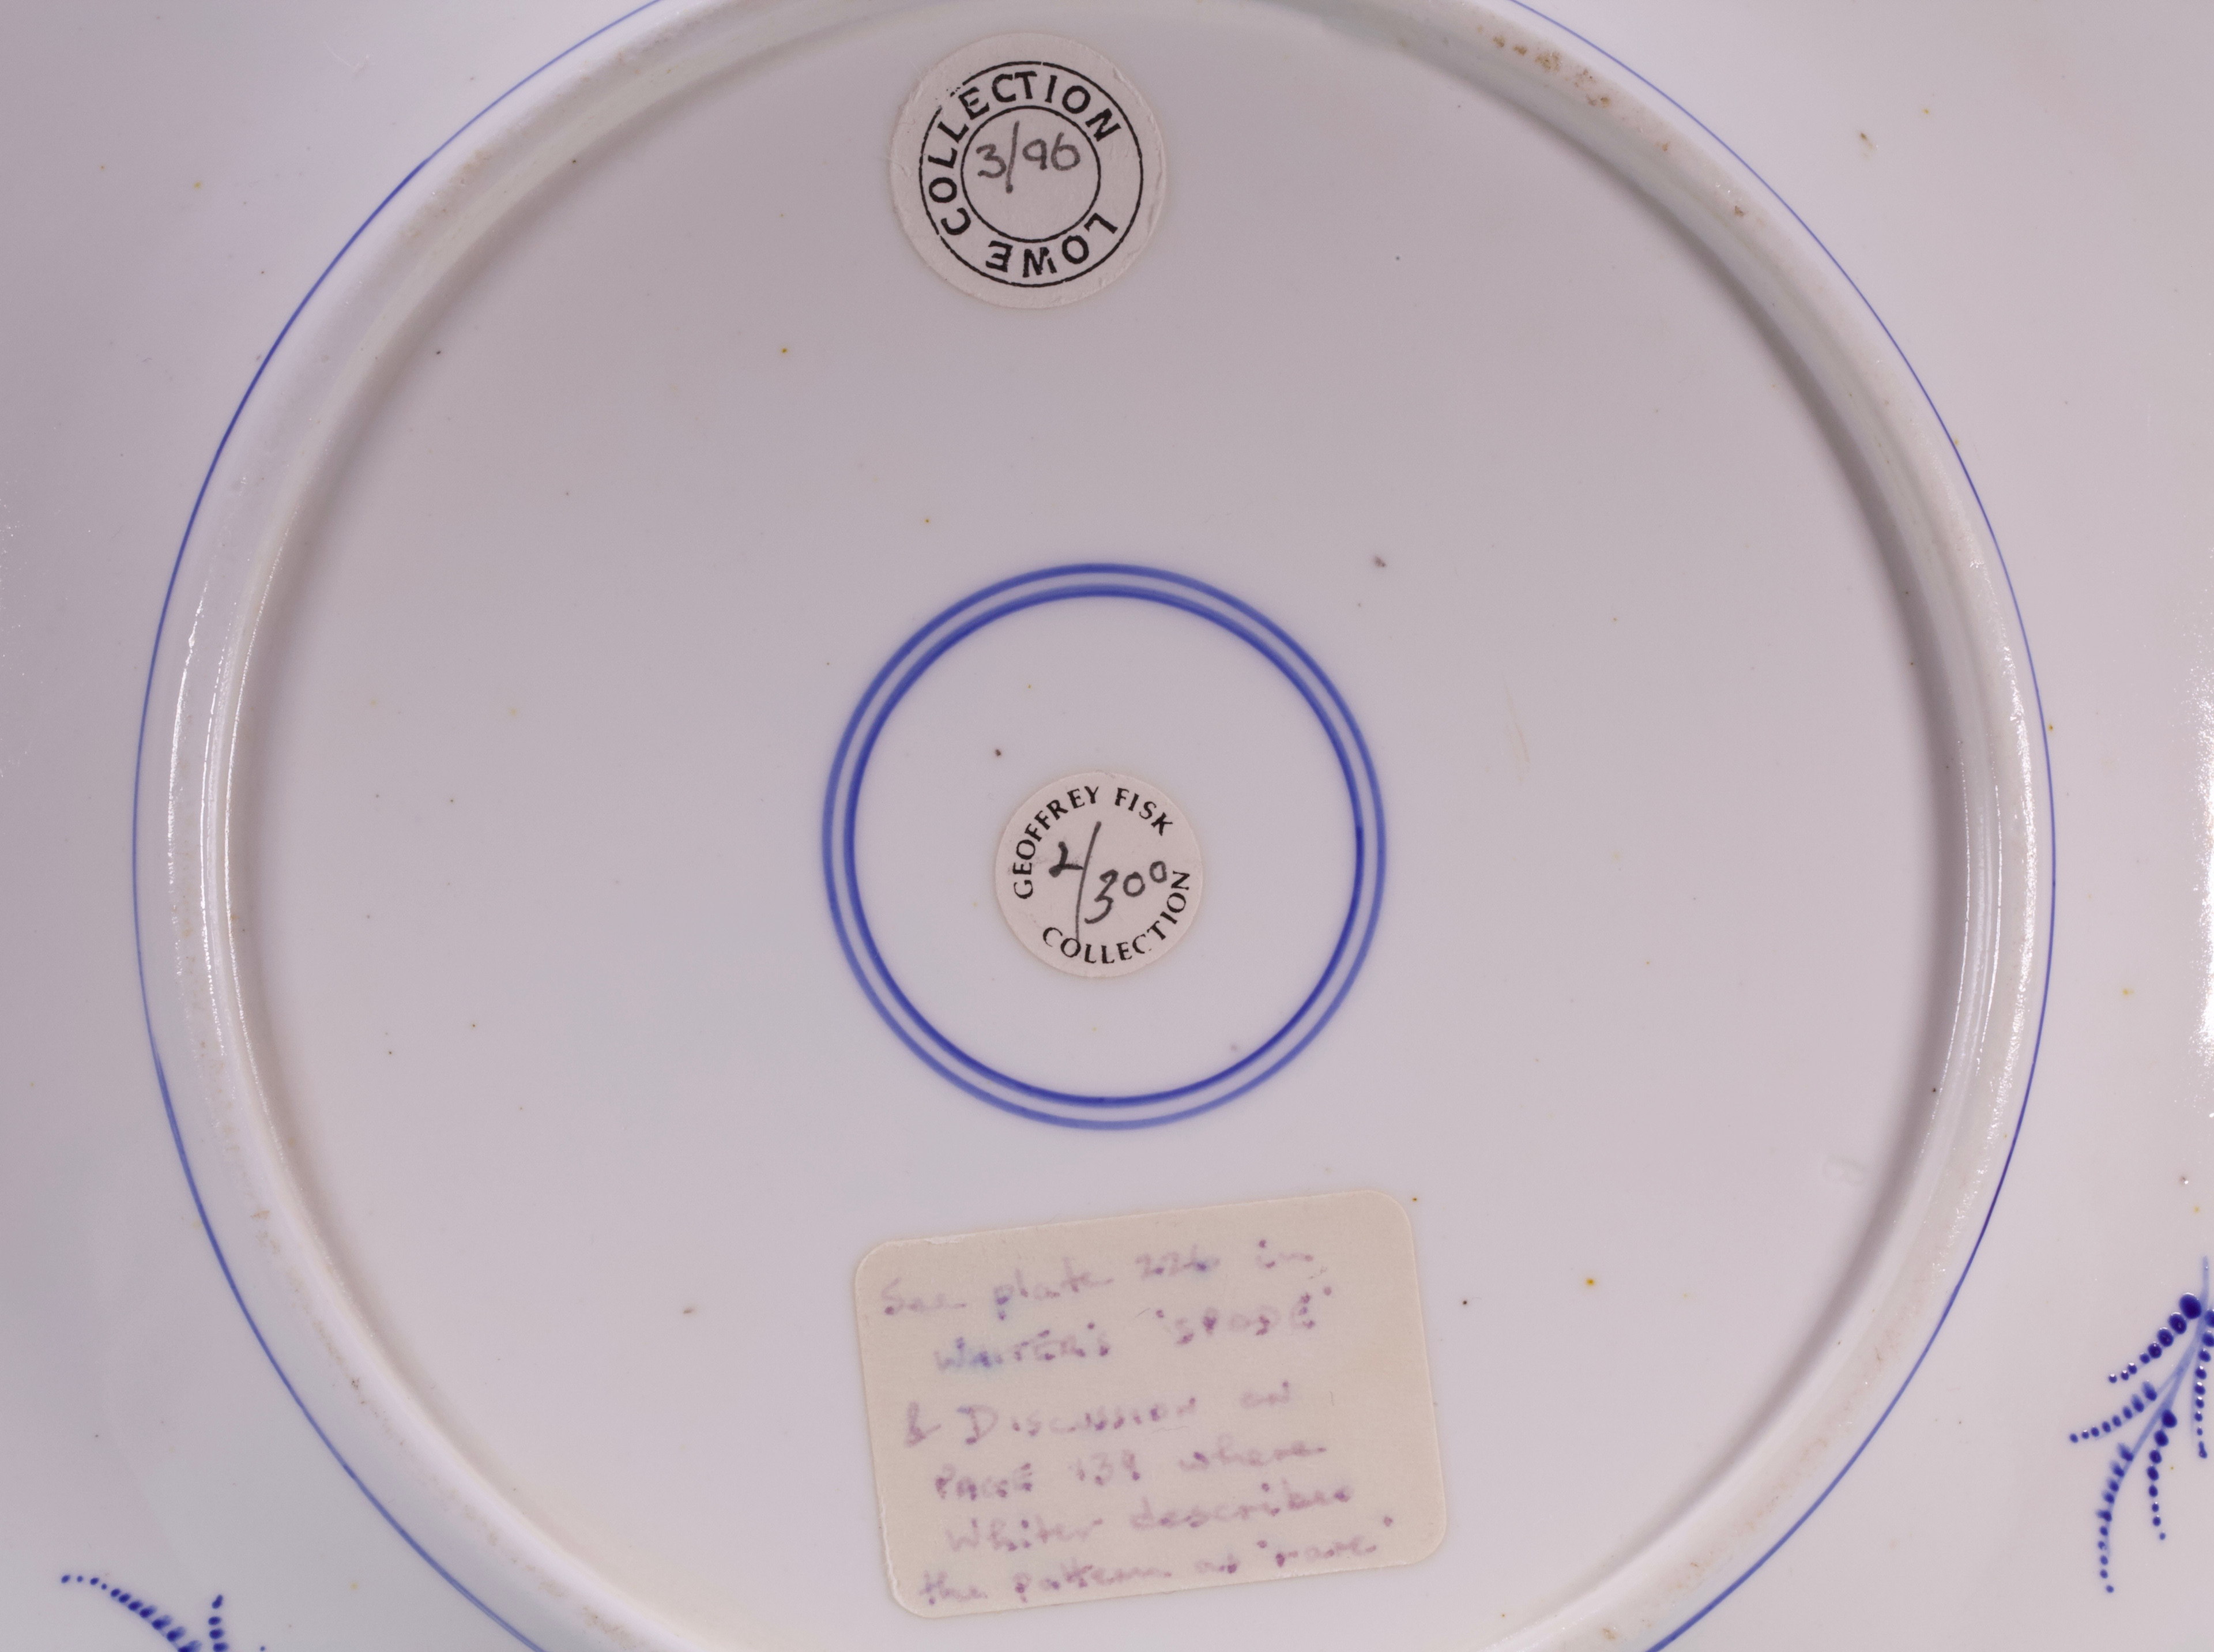 LOWE COLLECTION
3/96
GEOFFREY FISK
2/300
COLLECTION
See plate 226 in
WHITER'S 'SPODE'
& DISCUSSION ON
PAGE 139 where
Whiter describes
the pattern as 'rare'